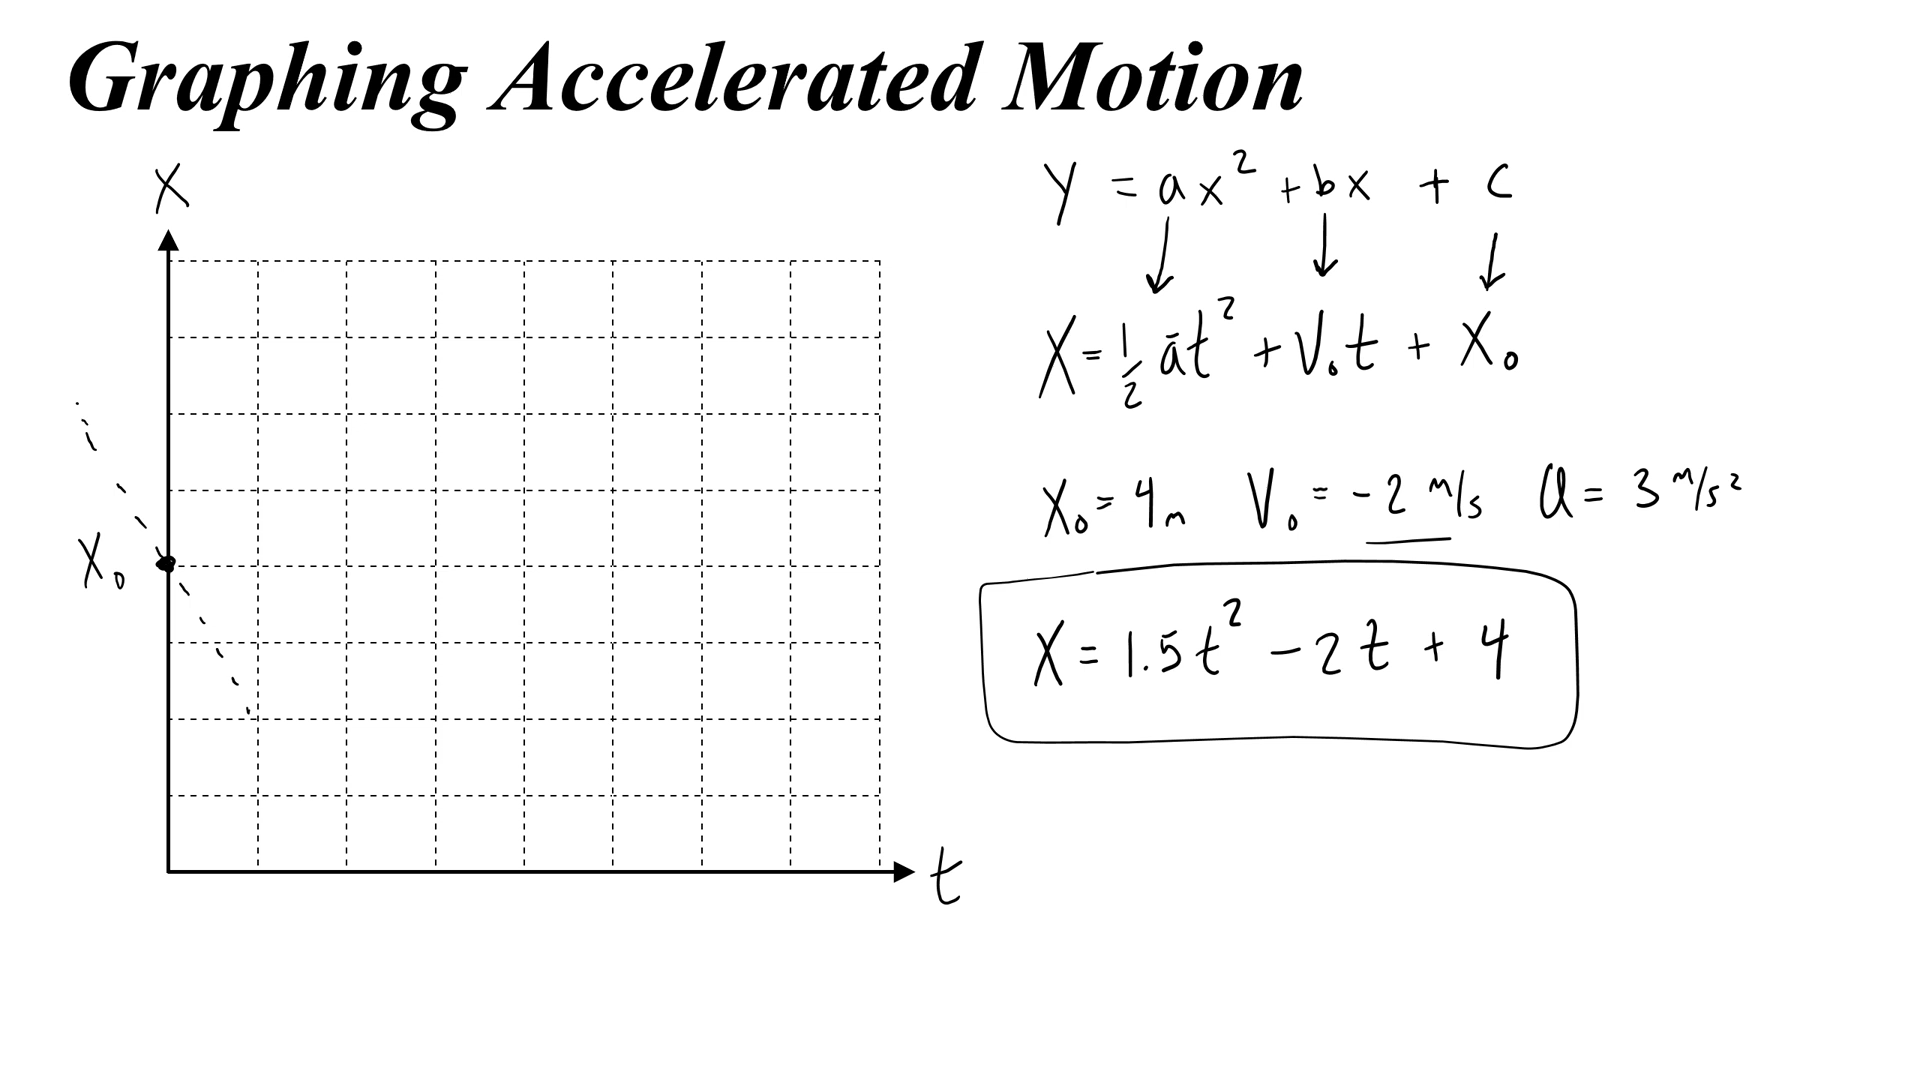 Graphing Accelerated Motion
X
X₀
t
Y = ax² + bx + c
X = 1/2 at² + V₀t + X₀
X₀ = 4m V₀ = -2 m/s a = 3 m/s²
X = 1.5t² - 2t + 4